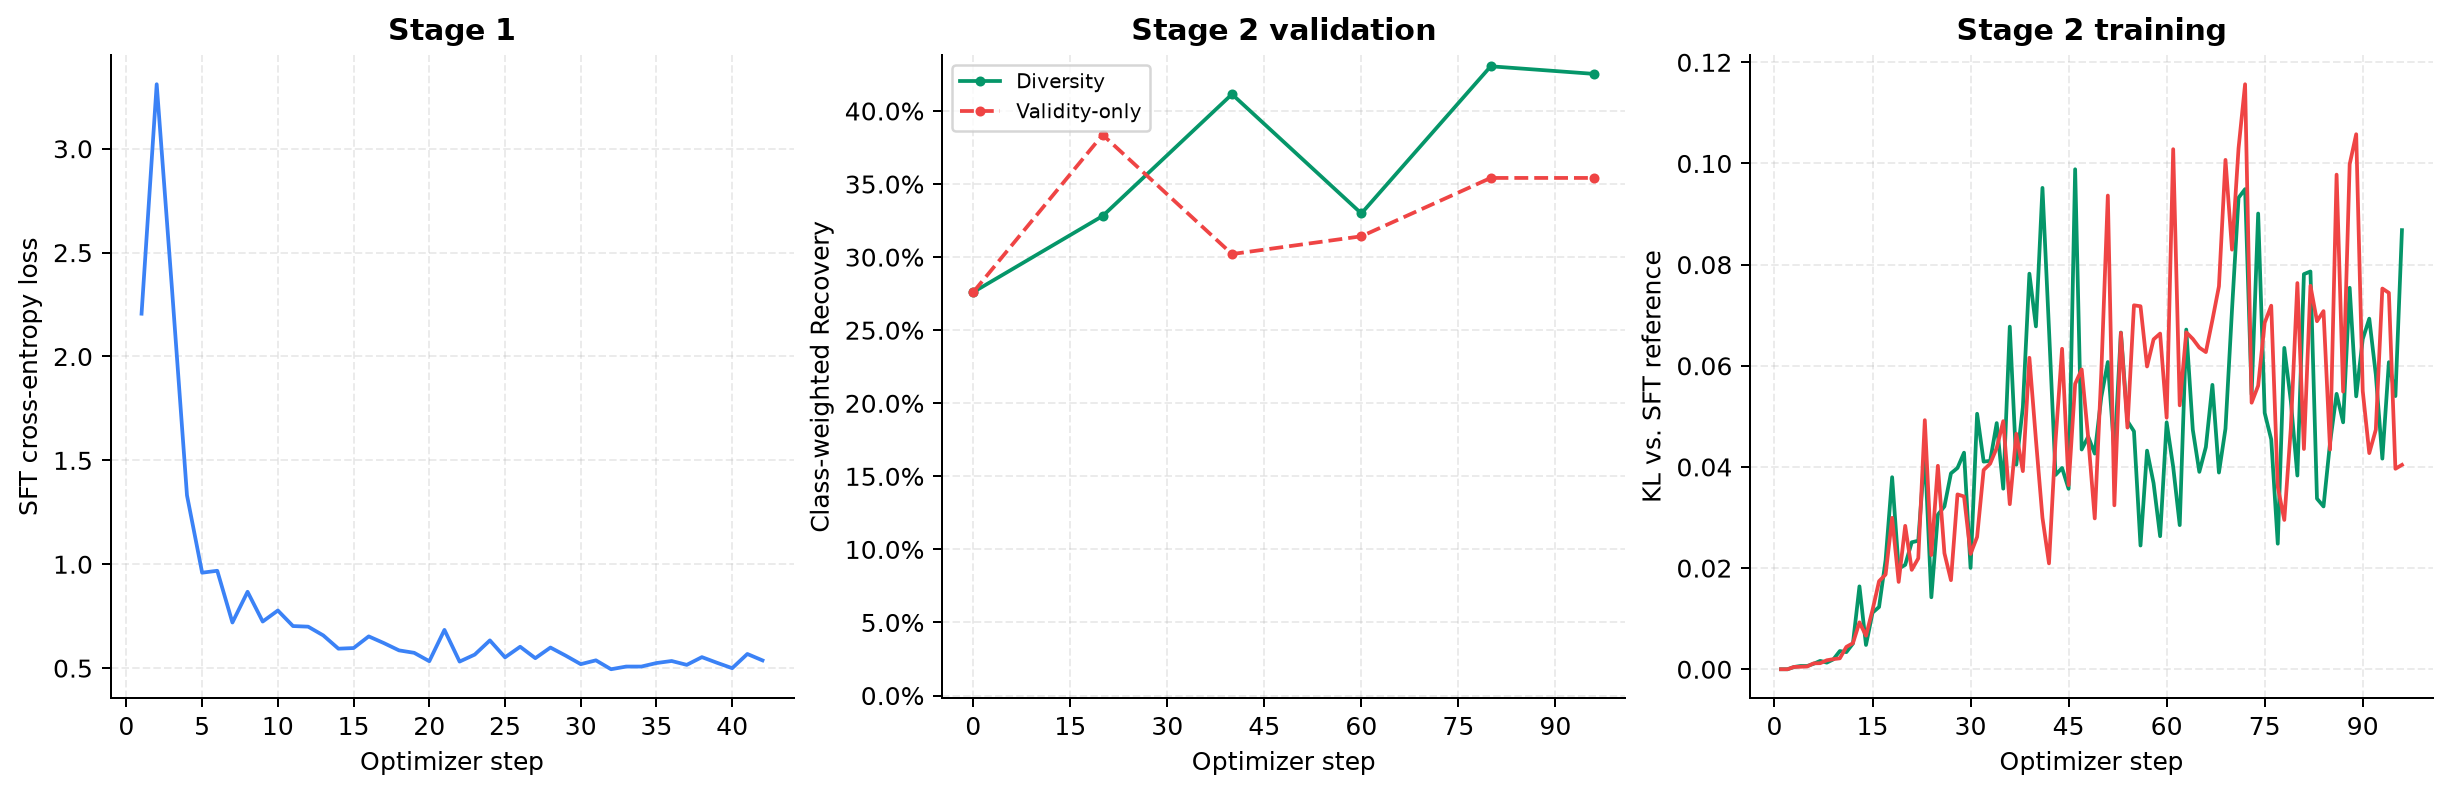 Stage 1
SFT cross-entropy loss
3.0
2.5
2.0
1.5
1.0
0.5
0 5 10 15 20 25 30 35 40
Optimizer step
Stage 2 validation
Diversity
Validity-only
Class-weighted Recovery
40.0%
35.0%
30.0%
25.0%
20.0%
15.0%
10.0%
5.0%
0.0%
0 15 30 45 60 75 90
Optimizer step
Stage 2 training
KL vs. SFT reference
0.12
0.10
0.08
0.06
0.04
0.02
0.00
0 15 30 45 60 75 90
Optimizer step